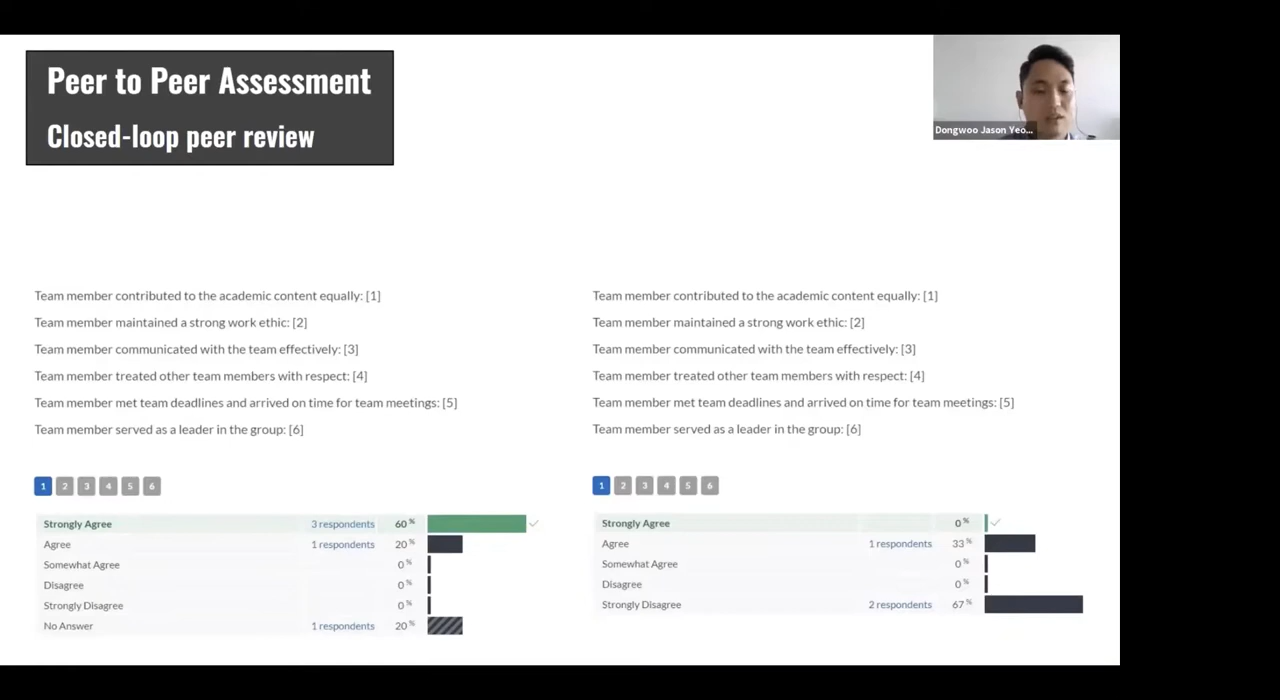 Peer to Peer Assessment
Closed-loop peer review
Dongwoo Jason Yeo...
Team member contributed to the academic content equally: [1]
Team member maintained a strong work ethic: [2]
Team member communicated with the team effectively: [3]
Team member treated other team members with respect: [4]
Team member met team deadlines and arrived on time for team meetings: [5]
Team member served as a leader in the group: [6]
1 2 3 4 5 6
Strongly Agree 3 respondents 60 %
Agree 1 respondents 20 %
Somewhat Agree 0 %
Disagree 0 %
Strongly Disagree 0 %
No Answer 1 respondents 20 %
Team member contributed to the academic content equally: [1]
Team member maintained a strong work ethic: [2]
Team member communicated with the team effectively: [3]
Team member treated other team members with respect: [4]
Team member met team deadlines and arrived on time for team meetings: [5]
Team member served as a leader in the group: [6]
1 2 3 4 5 6
Strongly Agree 0 %
Agree 1 respondents 33 %
Somewhat Agree 0 %
Disagree 0 %
Strongly Disagree 2 respondents 67 %